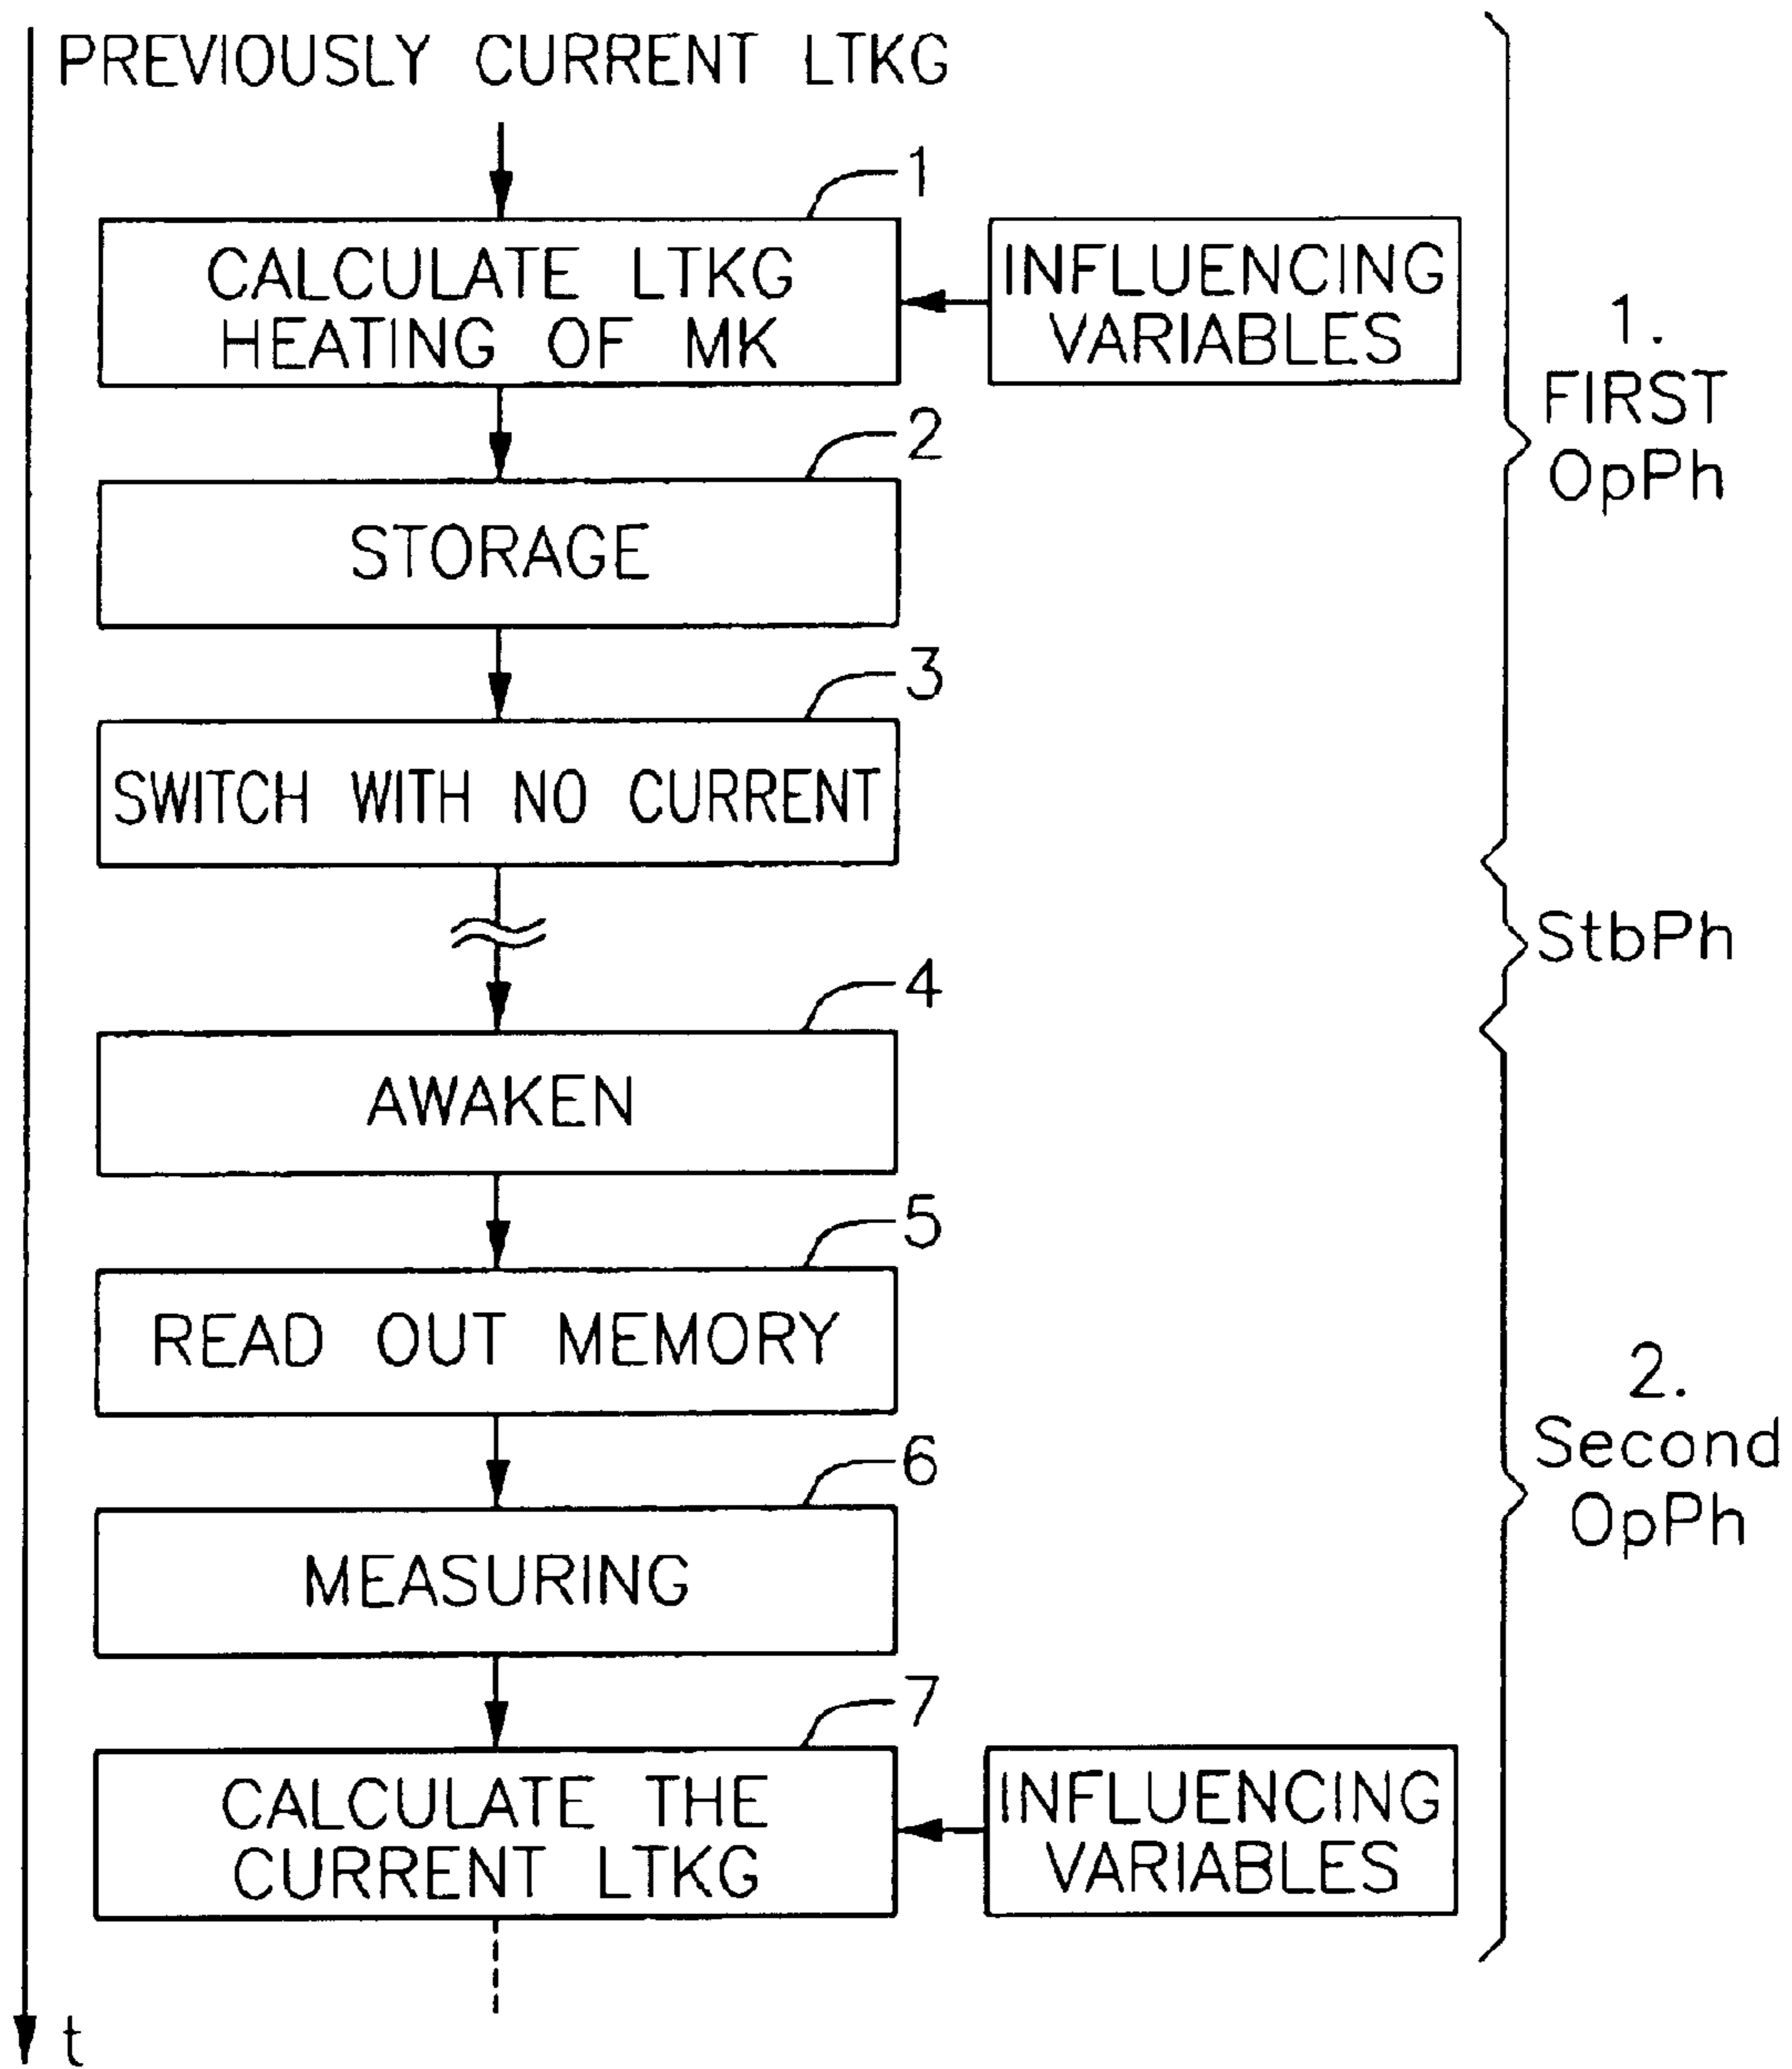 PREVIOUSLY CURRENT LTKG
1
CALCULATE LTKG
HEATING OF MK
INFLUENCING
VARIABLES
1.
FIRST
OpPh
2
STORAGE
3
SWITCH WITH NO CURRENT
StbPh
4
AWAKEN
5
READ OUT MEMORY
2.
Second
OpPh
6
MEASURING
7
CALCULATE THE
CURRENT LTKG
INFLUENCING
VARIABLES
t